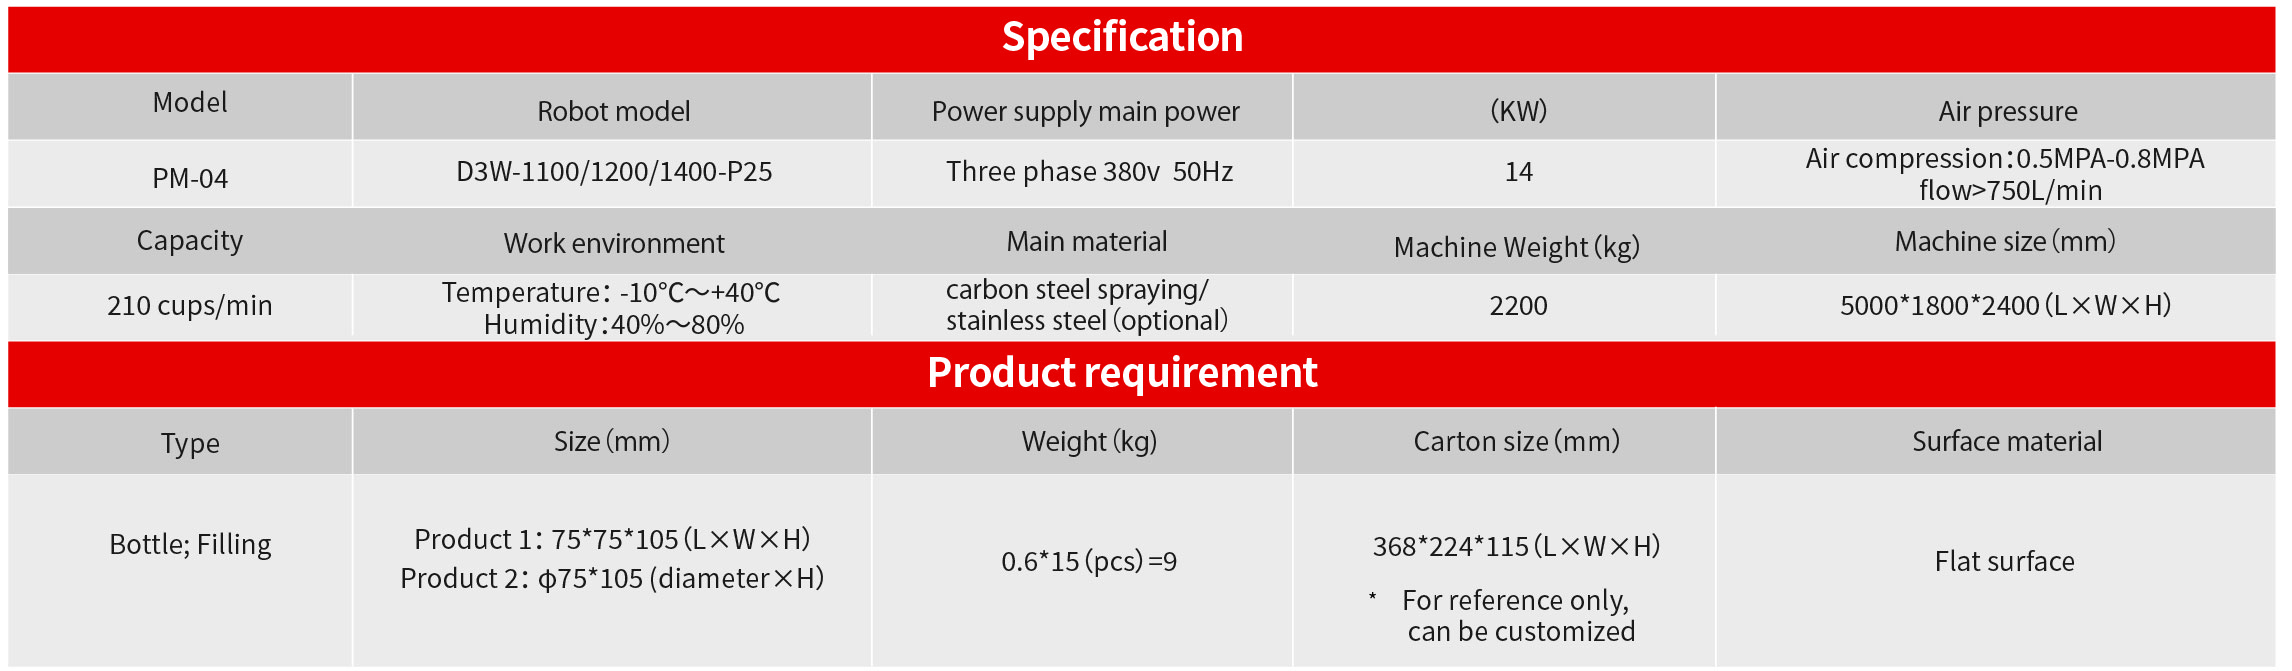 Specification
Model
Robot model
Power supply main power
（KW）
Air pressure
PM-04
D3W-1100/1200/1400-P25
Three phase 380v  50Hz
14
Air compression：0.5MPA-0.8MPA
flow>750L/min
Capacity
Work environment
Main material
Machine Weight（kg）
Machine size（mm）
210 cups/min
Temperature： -10℃～+40℃
Humidity：40%～80%
carbon steel spraying/
stainless steel（optional）
2200
5000*1800*2400（L×W×H）
Product requirement
Type
Size（mm）
Weight（kg)
Carton size（mm）
Surface material
Bottle; Filling
Product 1： 75*75*105（L×W×H）
Product 2： φ75*105 (diameter×H）
0.6*15（pcs）=9
368*224*115（L×W×H）
* For reference only,
can be customized
Flat surface